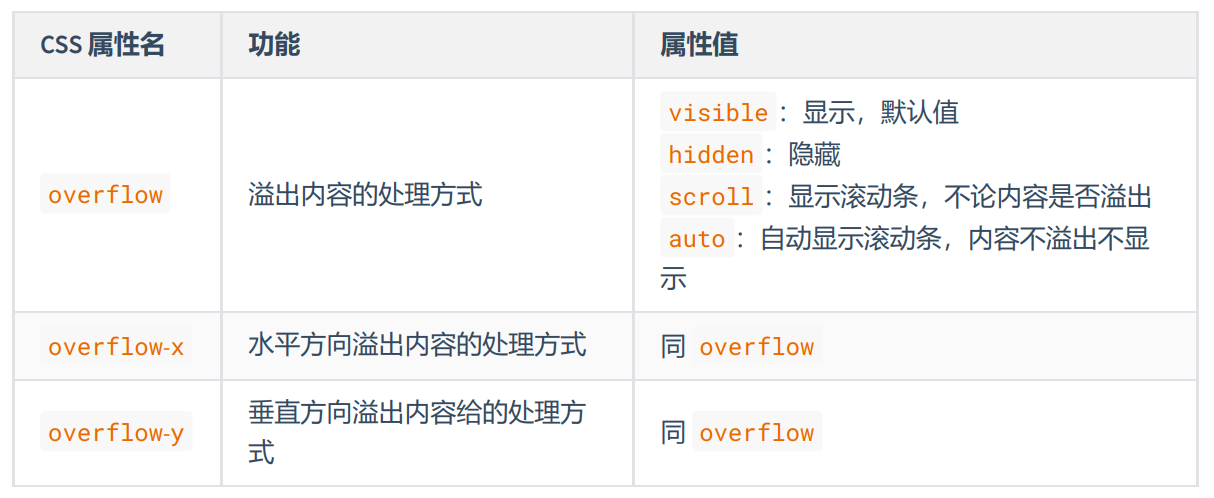 CSS 属性名 功能 属性值
visible ：显示，默认值
hidden ：隐藏
overflow 溢出内容的处理方式 scroll ：显示滚动条，不论内容是否溢出
auto ：自动显示滚动条，内容不溢出不显
示
overflow-x 水平方向溢出内容的处理方式 同 overflow
垂直方向溢出内容给的处理方
overflow-y 同 overflow
式